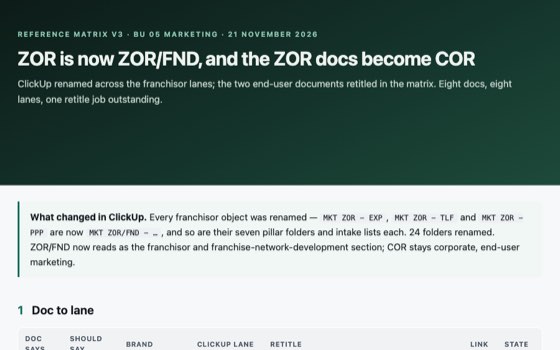 REFERENCE MATRIX V3 · BU 05 MARKETING · 21 NOVEMBER 2026
ZOR is now ZOR/FND, and the ZOR docs become COR
ClickUp renamed across the franchisor lanes; the two end-user documents retitled in the matrix. Eight docs, eight
lanes, one retitle job outstanding.
What changed in ClickUp. Every franchisor object was renamed — MKT ZOR – EXP , MKT ZOR – TLF and MKT ZOR –
PPP are now MKT ZOR/FND – … , and so are their seven pillar folders and intake lists each. 24 folders renamed.
ZOR/FND now reads as the franchisor and franchise-network-development section; COR stays corporate, end-user
marketing.
1 Doc to lane
DOC SHOULD
SAYS SAY BRAND CLICKUP LANE RETITLE LINK STATE